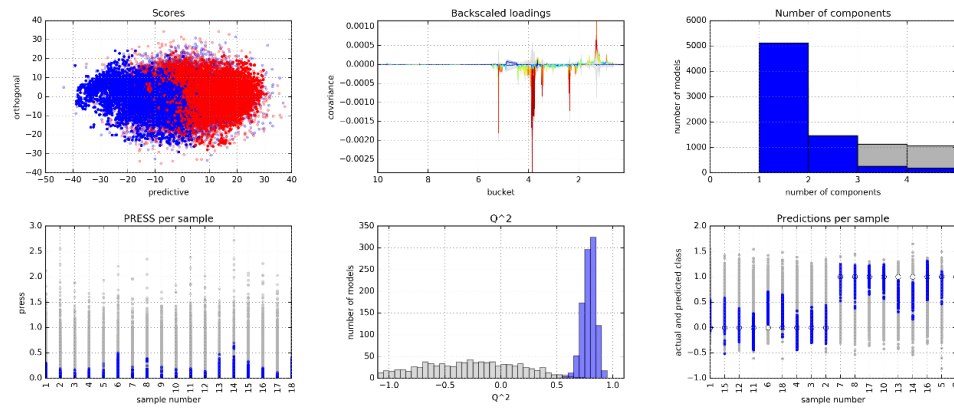 Scores
orthogonal
40
30
20
10
0
−10
−20
−30
−40
−50 −40 −30 −20 −10 0 10 20 30 40
predictive
Backscaled loadings
covariance
0.0010
0.0005
0.0000
−0.0005
−0.0010
−0.0015
−0.0020
−0.0025
10 8 6 4 2
bucket
Number of components
number of models
6000
5000
4000
3000
2000
1000
0
0 1 2 3 4
number of components
PRESS per sample
press
3.0
2.5
2.0
1.5
1.0
0.5
0.0
1 2 3 4 5 6 7 8 9 10 11 12 13 14 15 16 17 18
sample number
Q^2
number of models
350
300
250
200
150
100
50
0
−1.0 −0.5 0.0 0.5 1.0
Q^2
Predictions per sample
actual and predicted class
2.0
1.5
1.0
0.5
0.0
−0.5
−1.0
1 15 12 11 6 18 4 3 2 7 8 17 10 13 14 16 5
sample number